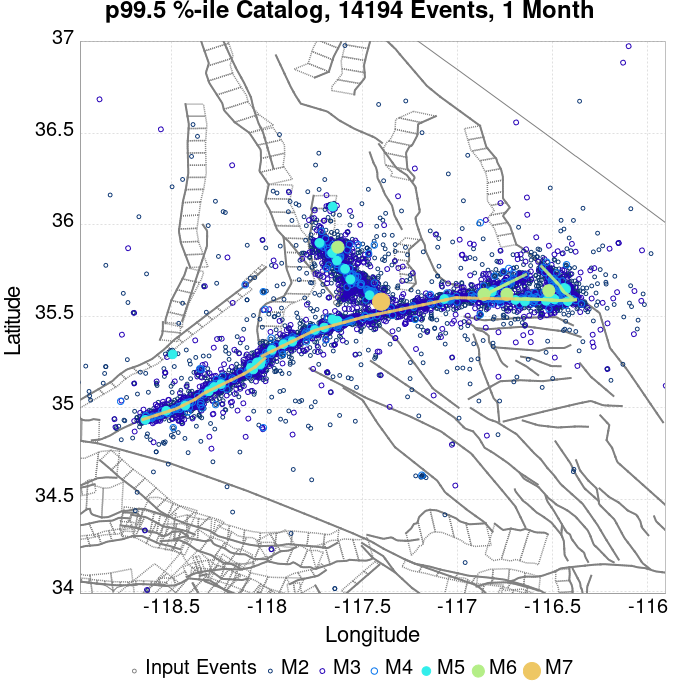 p99.5 %-ile Catalog, 14194 Events, 1 Month
37
36.5
36
35.5
35
34.5
34
Latitude
-118.5 -118 -117.5 -117 -116.5 -116
Longitude
Input Events M2 M3 M4 M5 M6 M7